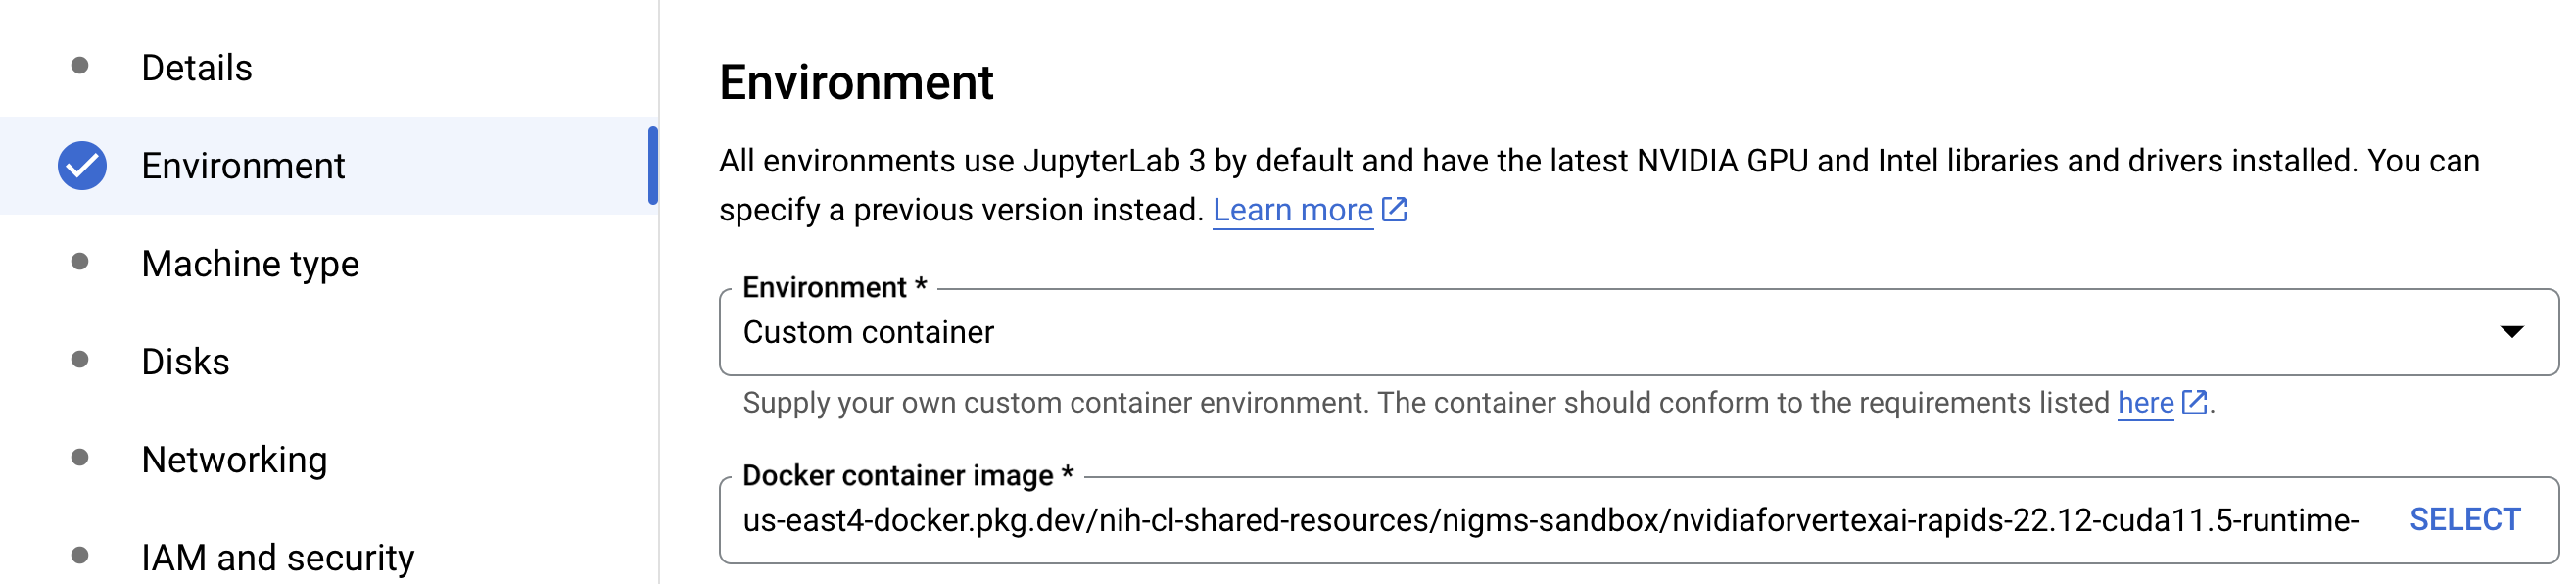 Details
Environment
Machine type
Disks
Networking
IAM and security
Environment
All environments use JupyterLab 3 by default and have the latest NVIDIA GPU and Intel libraries and drivers installed. You can
specify a previous version instead. Learn more
Environment *
Custom container
Supply your own custom container environment. The container should conform to the requirements listed here.
Docker container image *
us-east4-docker.pkg.dev/nih-cl-shared-resources/nigms-sandbox/nvidiaforvertexai-rapids-22.12-cuda11.5-runtime-
SELECT